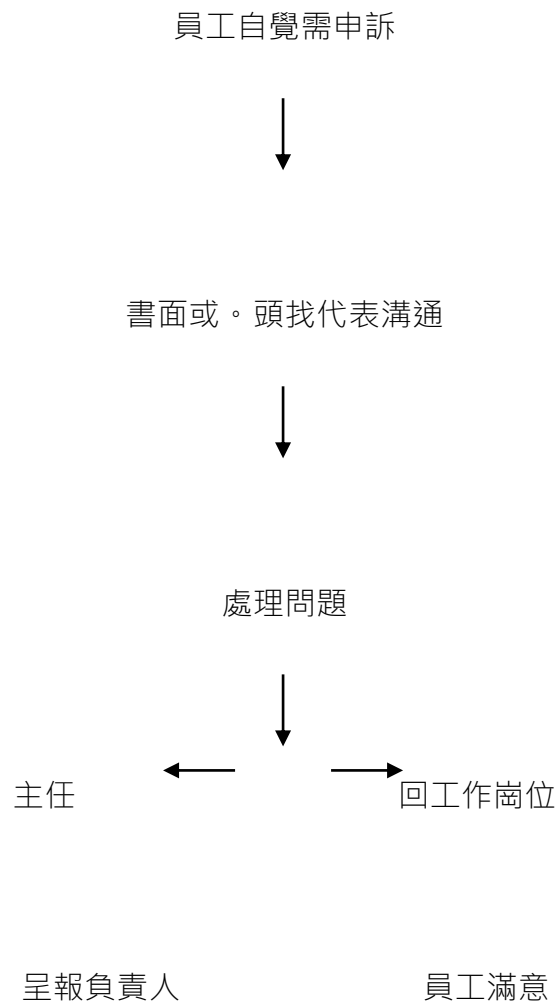 員工自覺需申訴
書面或。頭找代表溝通
處理問題
主任
回工作崗位
呈報負責人
員工滿意